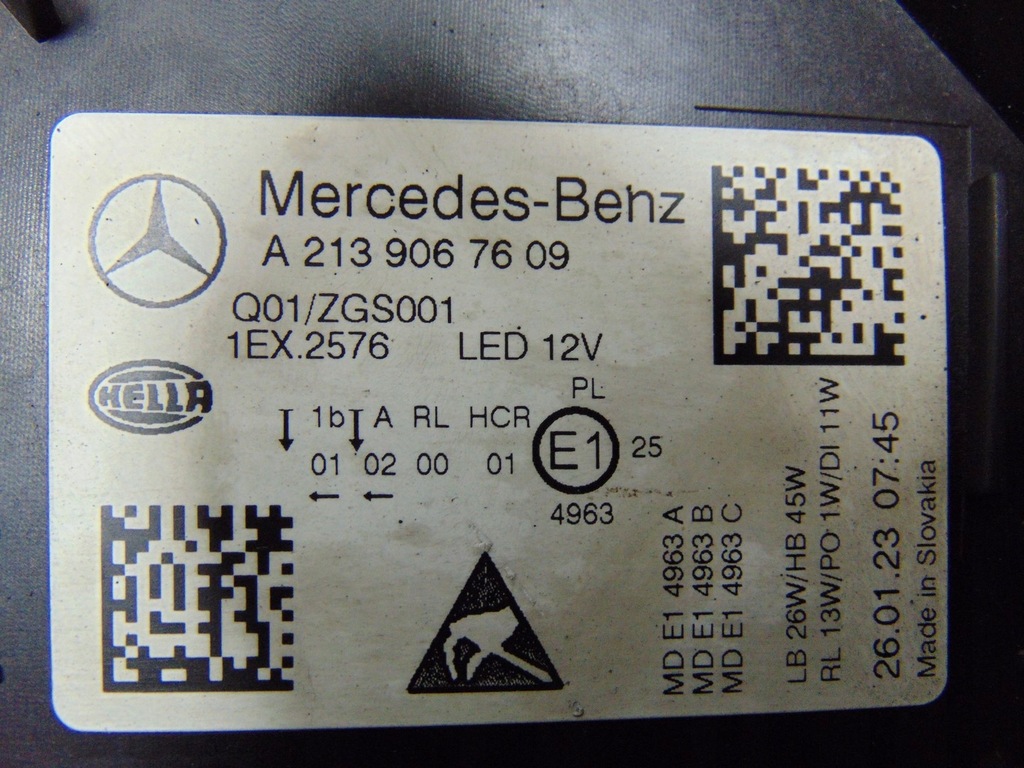 Mercedes-Benz
A 213 906 76 09
Q01/ZGS001
1EX.2576 LED 12V
HELLA
PL
↓ 1b↓ A RL HCR
01 02 00 01
← ←
E1 25
4963
MD E1 4963 A
MD E1 4963 B
MD E1 4963 C
LB 26W/HB 45W
RL 13W/PO 1W/DI 11W
26.01.23 07:45
Made in Slovakia